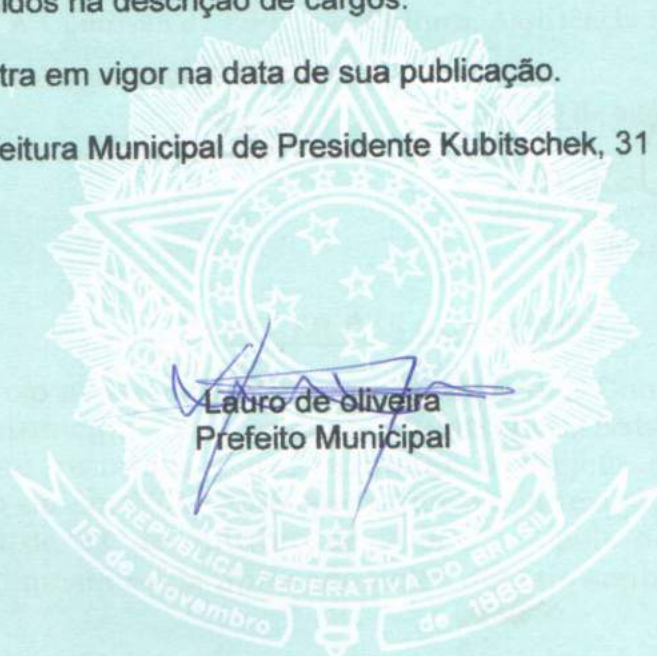 idos na descrição de cargos.
tra em vigor na data de sua publicação.
eitura Municipal de Presidente Kubitschek, 31
Lauro de oliveira
Prefeito Municipal
REPÚBLICA FEDERATIVA DO BRASIL
15 de Novembro de 1889